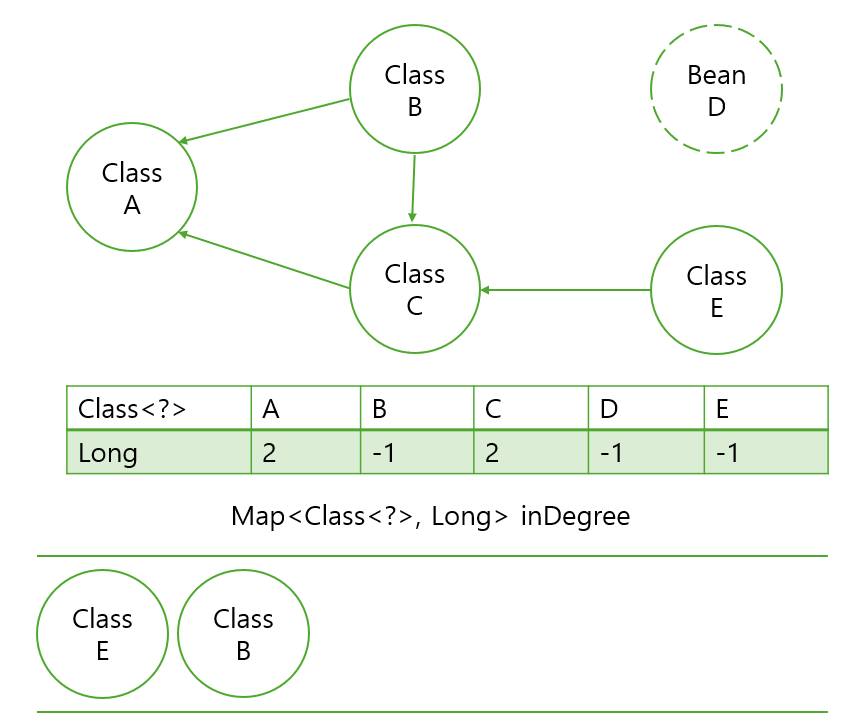 Class
B
Bean
D
Class
A
Class
C
Class
E
Class<?> A B C D E
Long 2 -1 2 -1 -1
Map<Class<?>, Long> inDegree
Class
E
Class
B